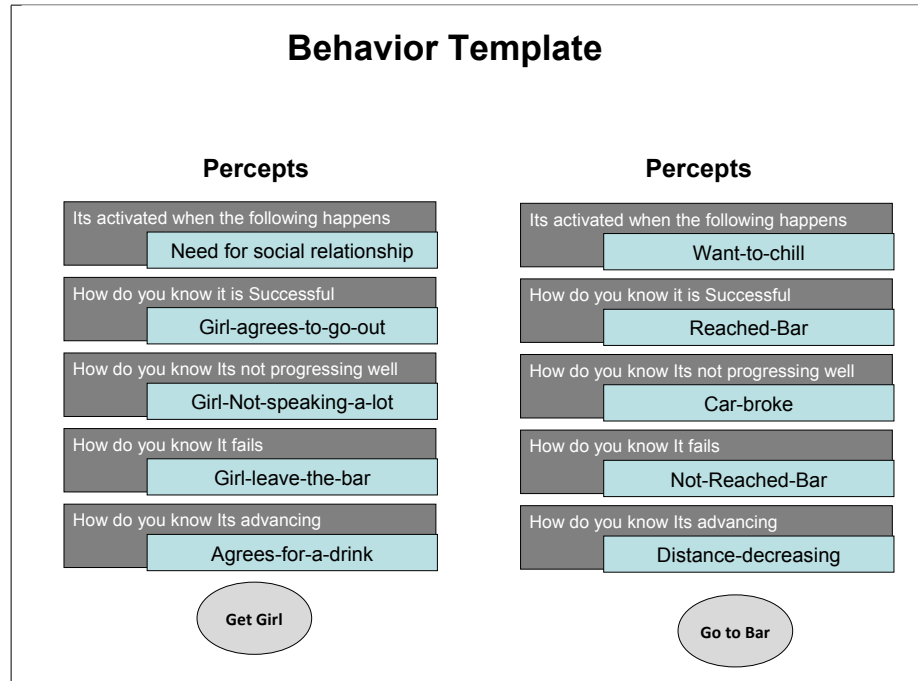 Behavior Template
Percepts
Its activated when the following happens
Need for social relationship
How do you know it is Successful
Girl-agrees-to-go-out
How do you know Its not progressing well
Girl-Not-speaking-a-lot
How do you know It fails
Girl-leave-the-bar
How do you know Its advancing
Agrees-for-a-drink
Get Girl
Percepts
Its activated when the following happens
Want-to-chill
How do you know it is Successful
Reached-Bar
How do you know Its not progressing well
Car-broke
How do you know It fails
Not-Reached-Bar
How do you know Its advancing
Distance-decreasing
Go to Bar